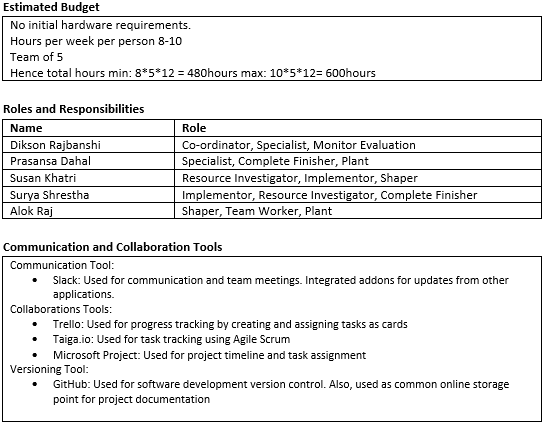 Estimated Budget
No initial hardware requirements.
Hours per week per person 8-10
Team of 5
Hence total hours min: 8*5*12 = 480hours max: 10*5*12= 600hours
Roles and Responsibilities
Name Role
Dikson Rajbanshi Co-ordinator, Specialist, Monitor Evaluation
Prasansa Dahal Specialist, Complete Finisher, Plant
Susan Khatri Resource Investigator, Implementor, Shaper
Surya Shrestha Implementor, Resource Investigator, Complete Finisher
Alok Raj Shaper, Team Worker, Plant
Communication and Collaboration Tools
Communication Tool:
• Slack: Used for communication and team meetings. Integrated addons for updates from other
applications.
Collaborations Tools:
• Trello: Used for progress tracking by creating and assigning tasks as cards
• Taiga.io: Used for task tracking using Agile Scrum
• Microsoft Project: Used for project timeline and task assignment
Versioning Tool:
• GitHub: Used for software development version control. Also, used as common online storage
point for project documentation